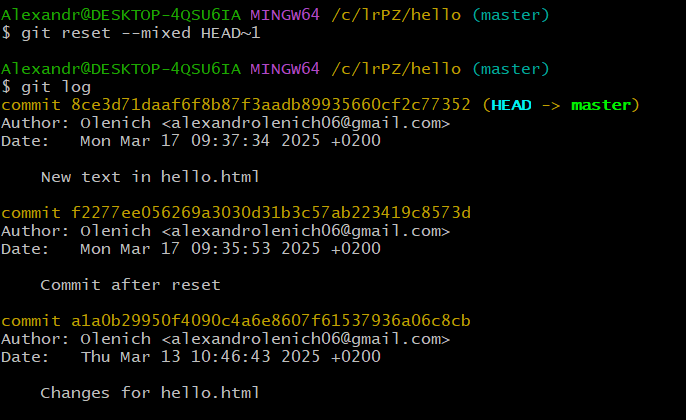 Alexandr@DESKTOP-4QSU6IA MINGW64 /c/lrPZ/hello (master)
$ git reset --mixed HEAD~1
Alexandr@DESKTOP-4QSU6IA MINGW64 /c/lrPZ/hello (master)
$ git log
commit 8ce3d71daaf6f8b87f3aadb89935660cf2c77352 (HEAD -> master)
Author: Olenich <alexandrolenich06@gmail.com>
Date:   Mon Mar 17 09:37:34 2025 +0200
    New text in hello.html
commit f2277ee056269a3030d31b3c57ab223419c8573d
Author: Olenich <alexandrolenich06@gmail.com>
Date:   Mon Mar 17 09:35:53 2025 +0200
    Commit after reset
commit a1a0b29950f4090c4a6e8607f61537936a06c8cb
Author: Olenich <alexandrolenich06@gmail.com>
Date:   Thu Mar 13 10:46:43 2025 +0200
    Changes for hello.html